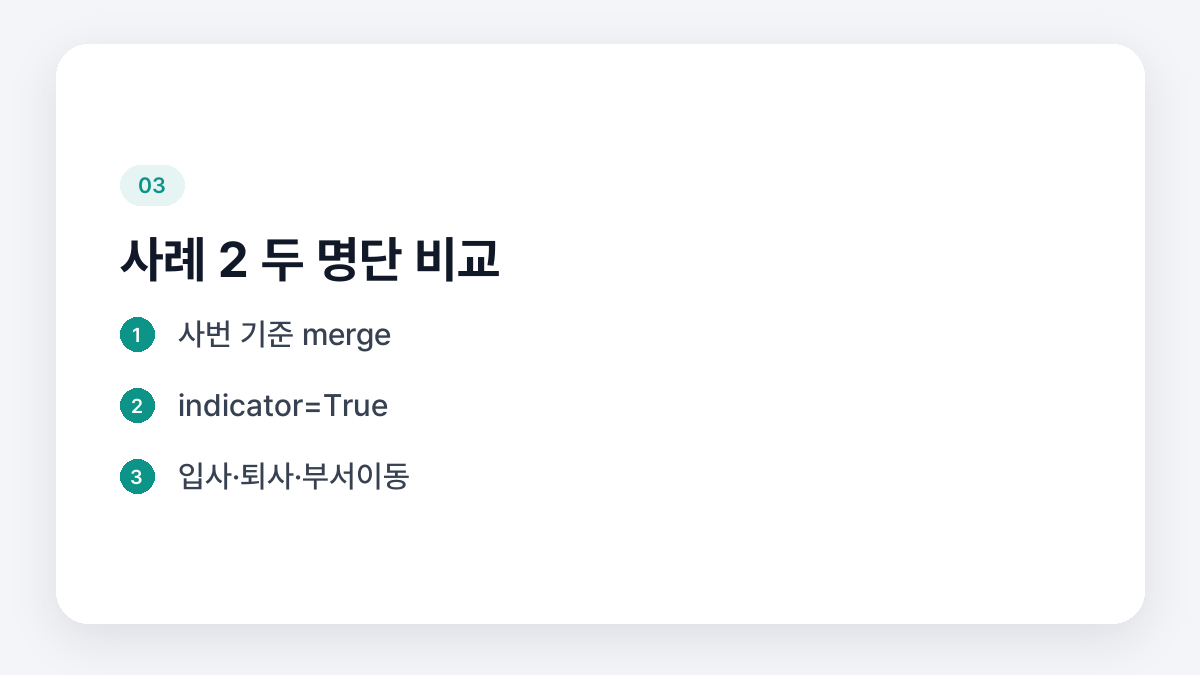 03
사례 2 두 명단 비교
1 사번 기준 merge
2 indicator=True
3 입사·퇴사·부서이동